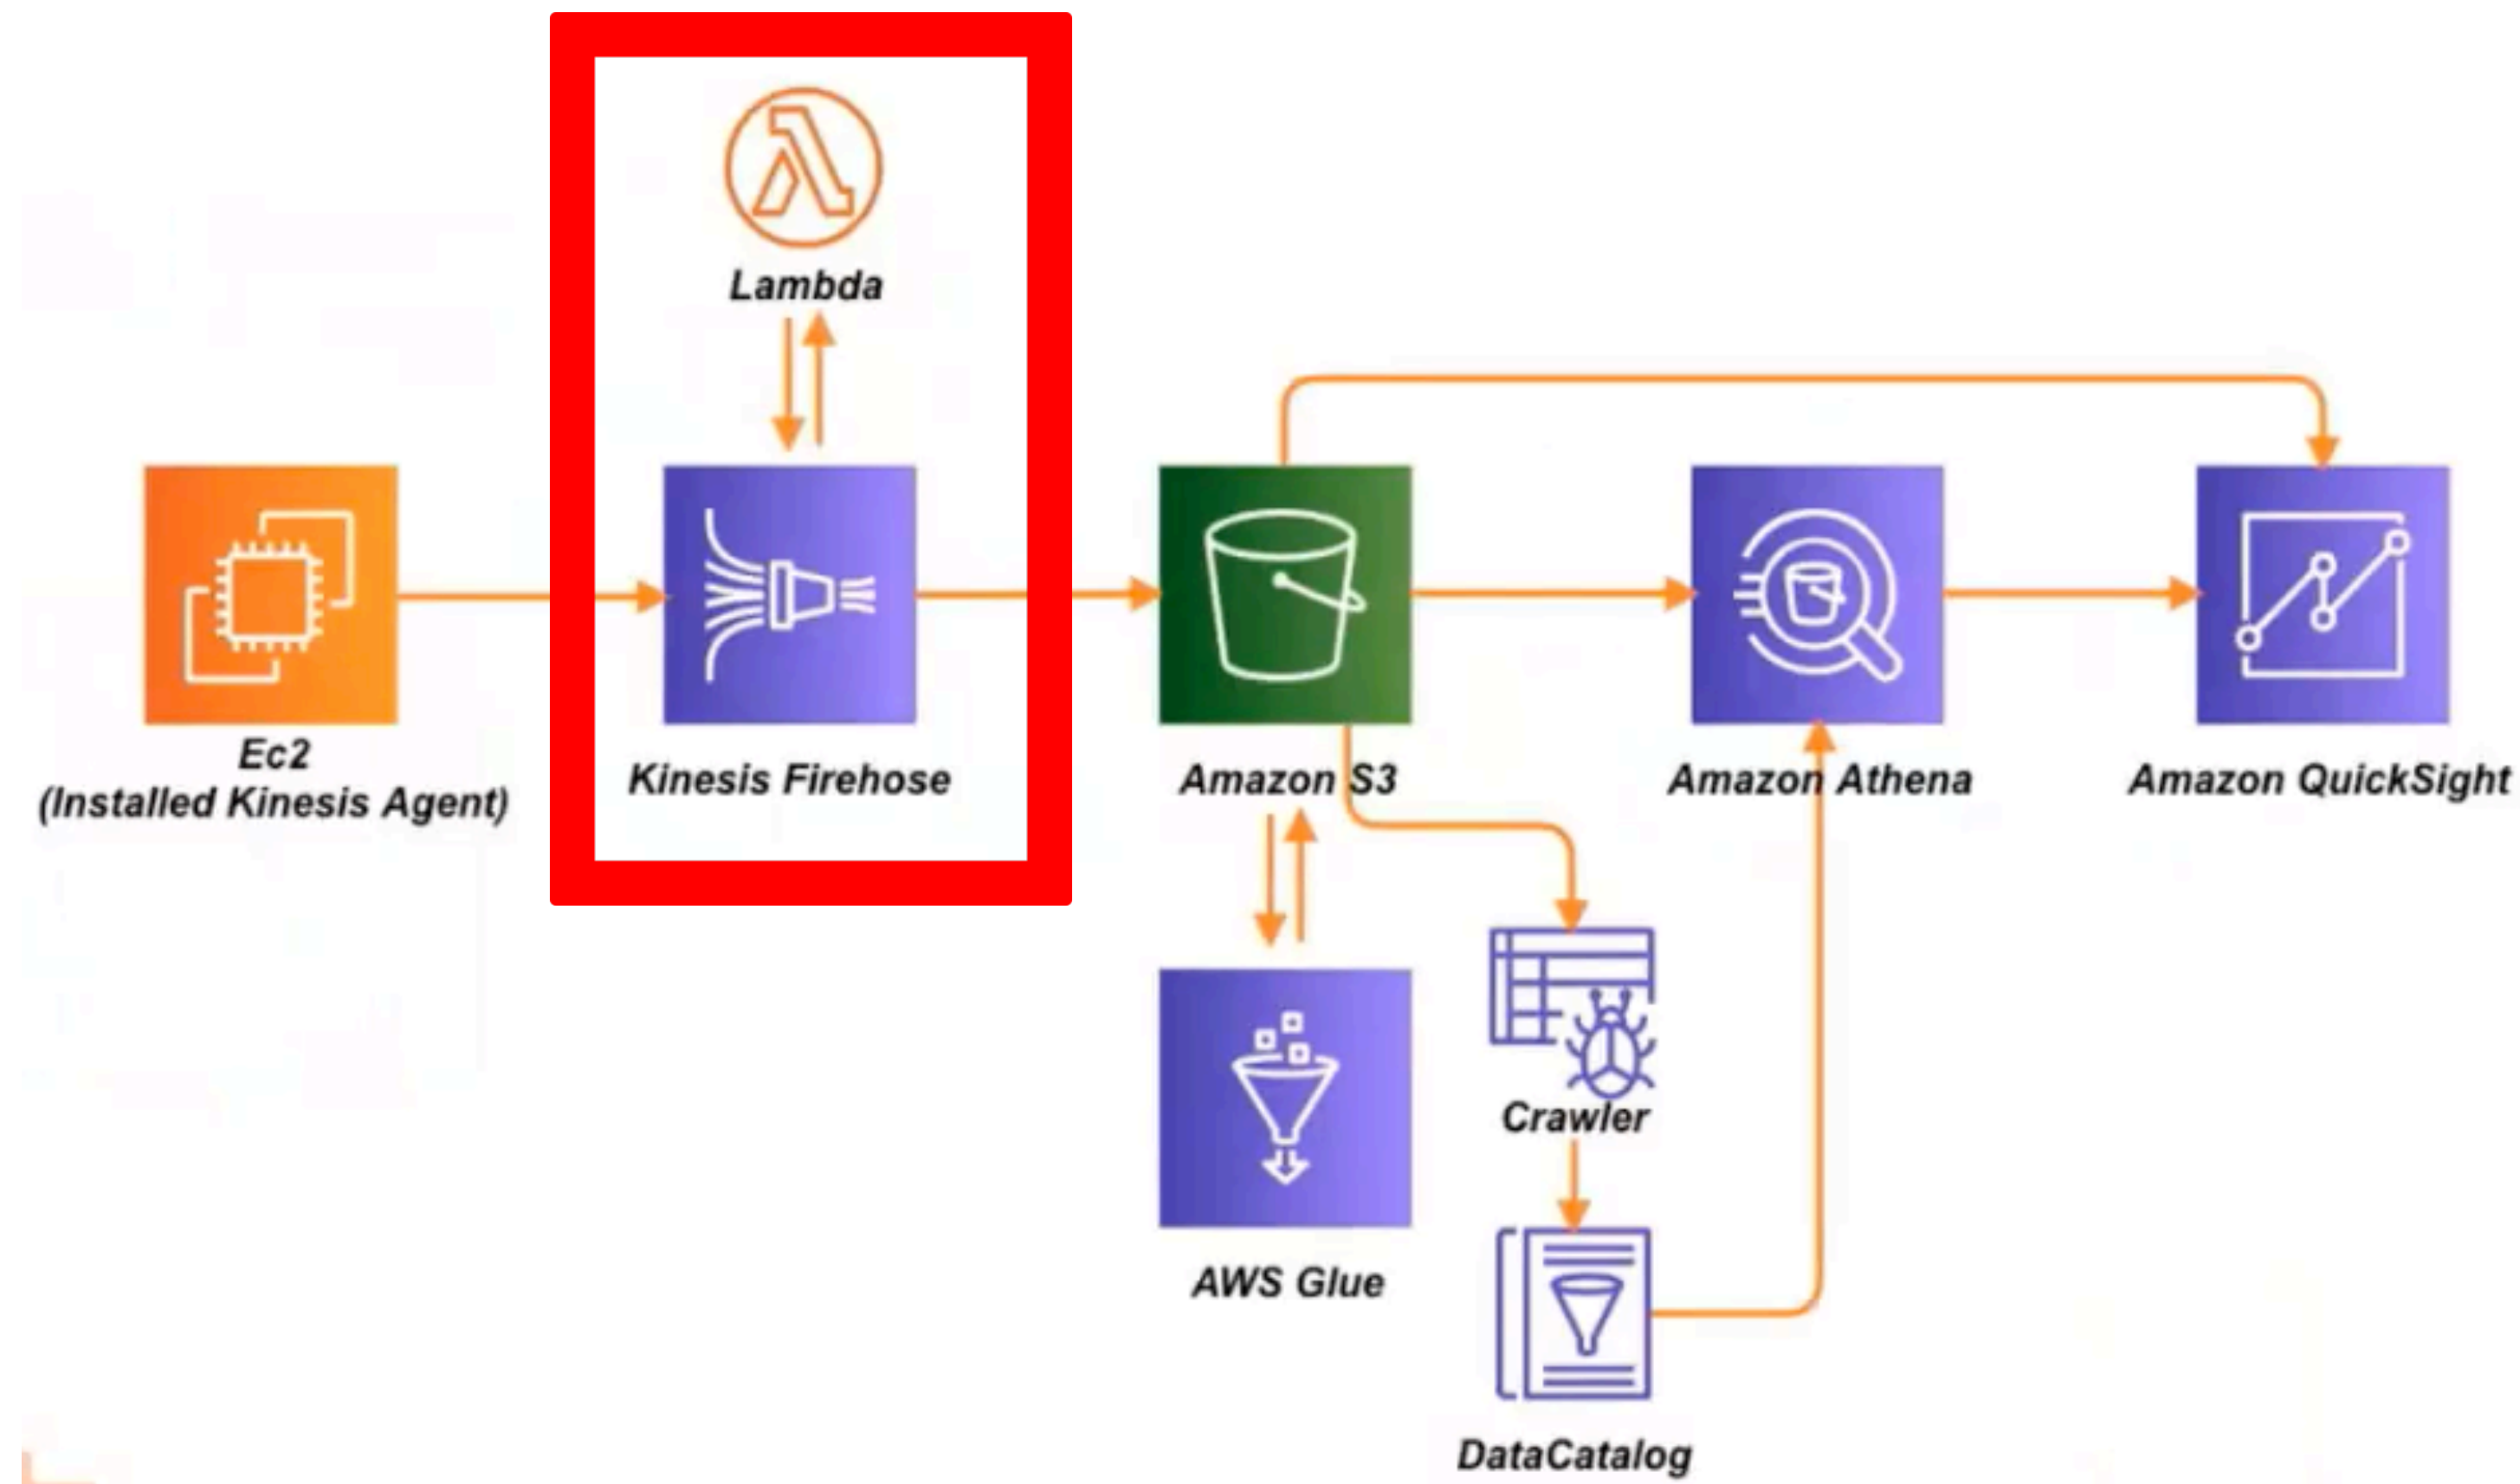 Lambda
Ec2
(Installed Kinesis Agent)
Kinesis Firehose
Amazon S3
Amazon Athena
Amazon QuickSight
Crawler
AWS Glue
DataCatalog